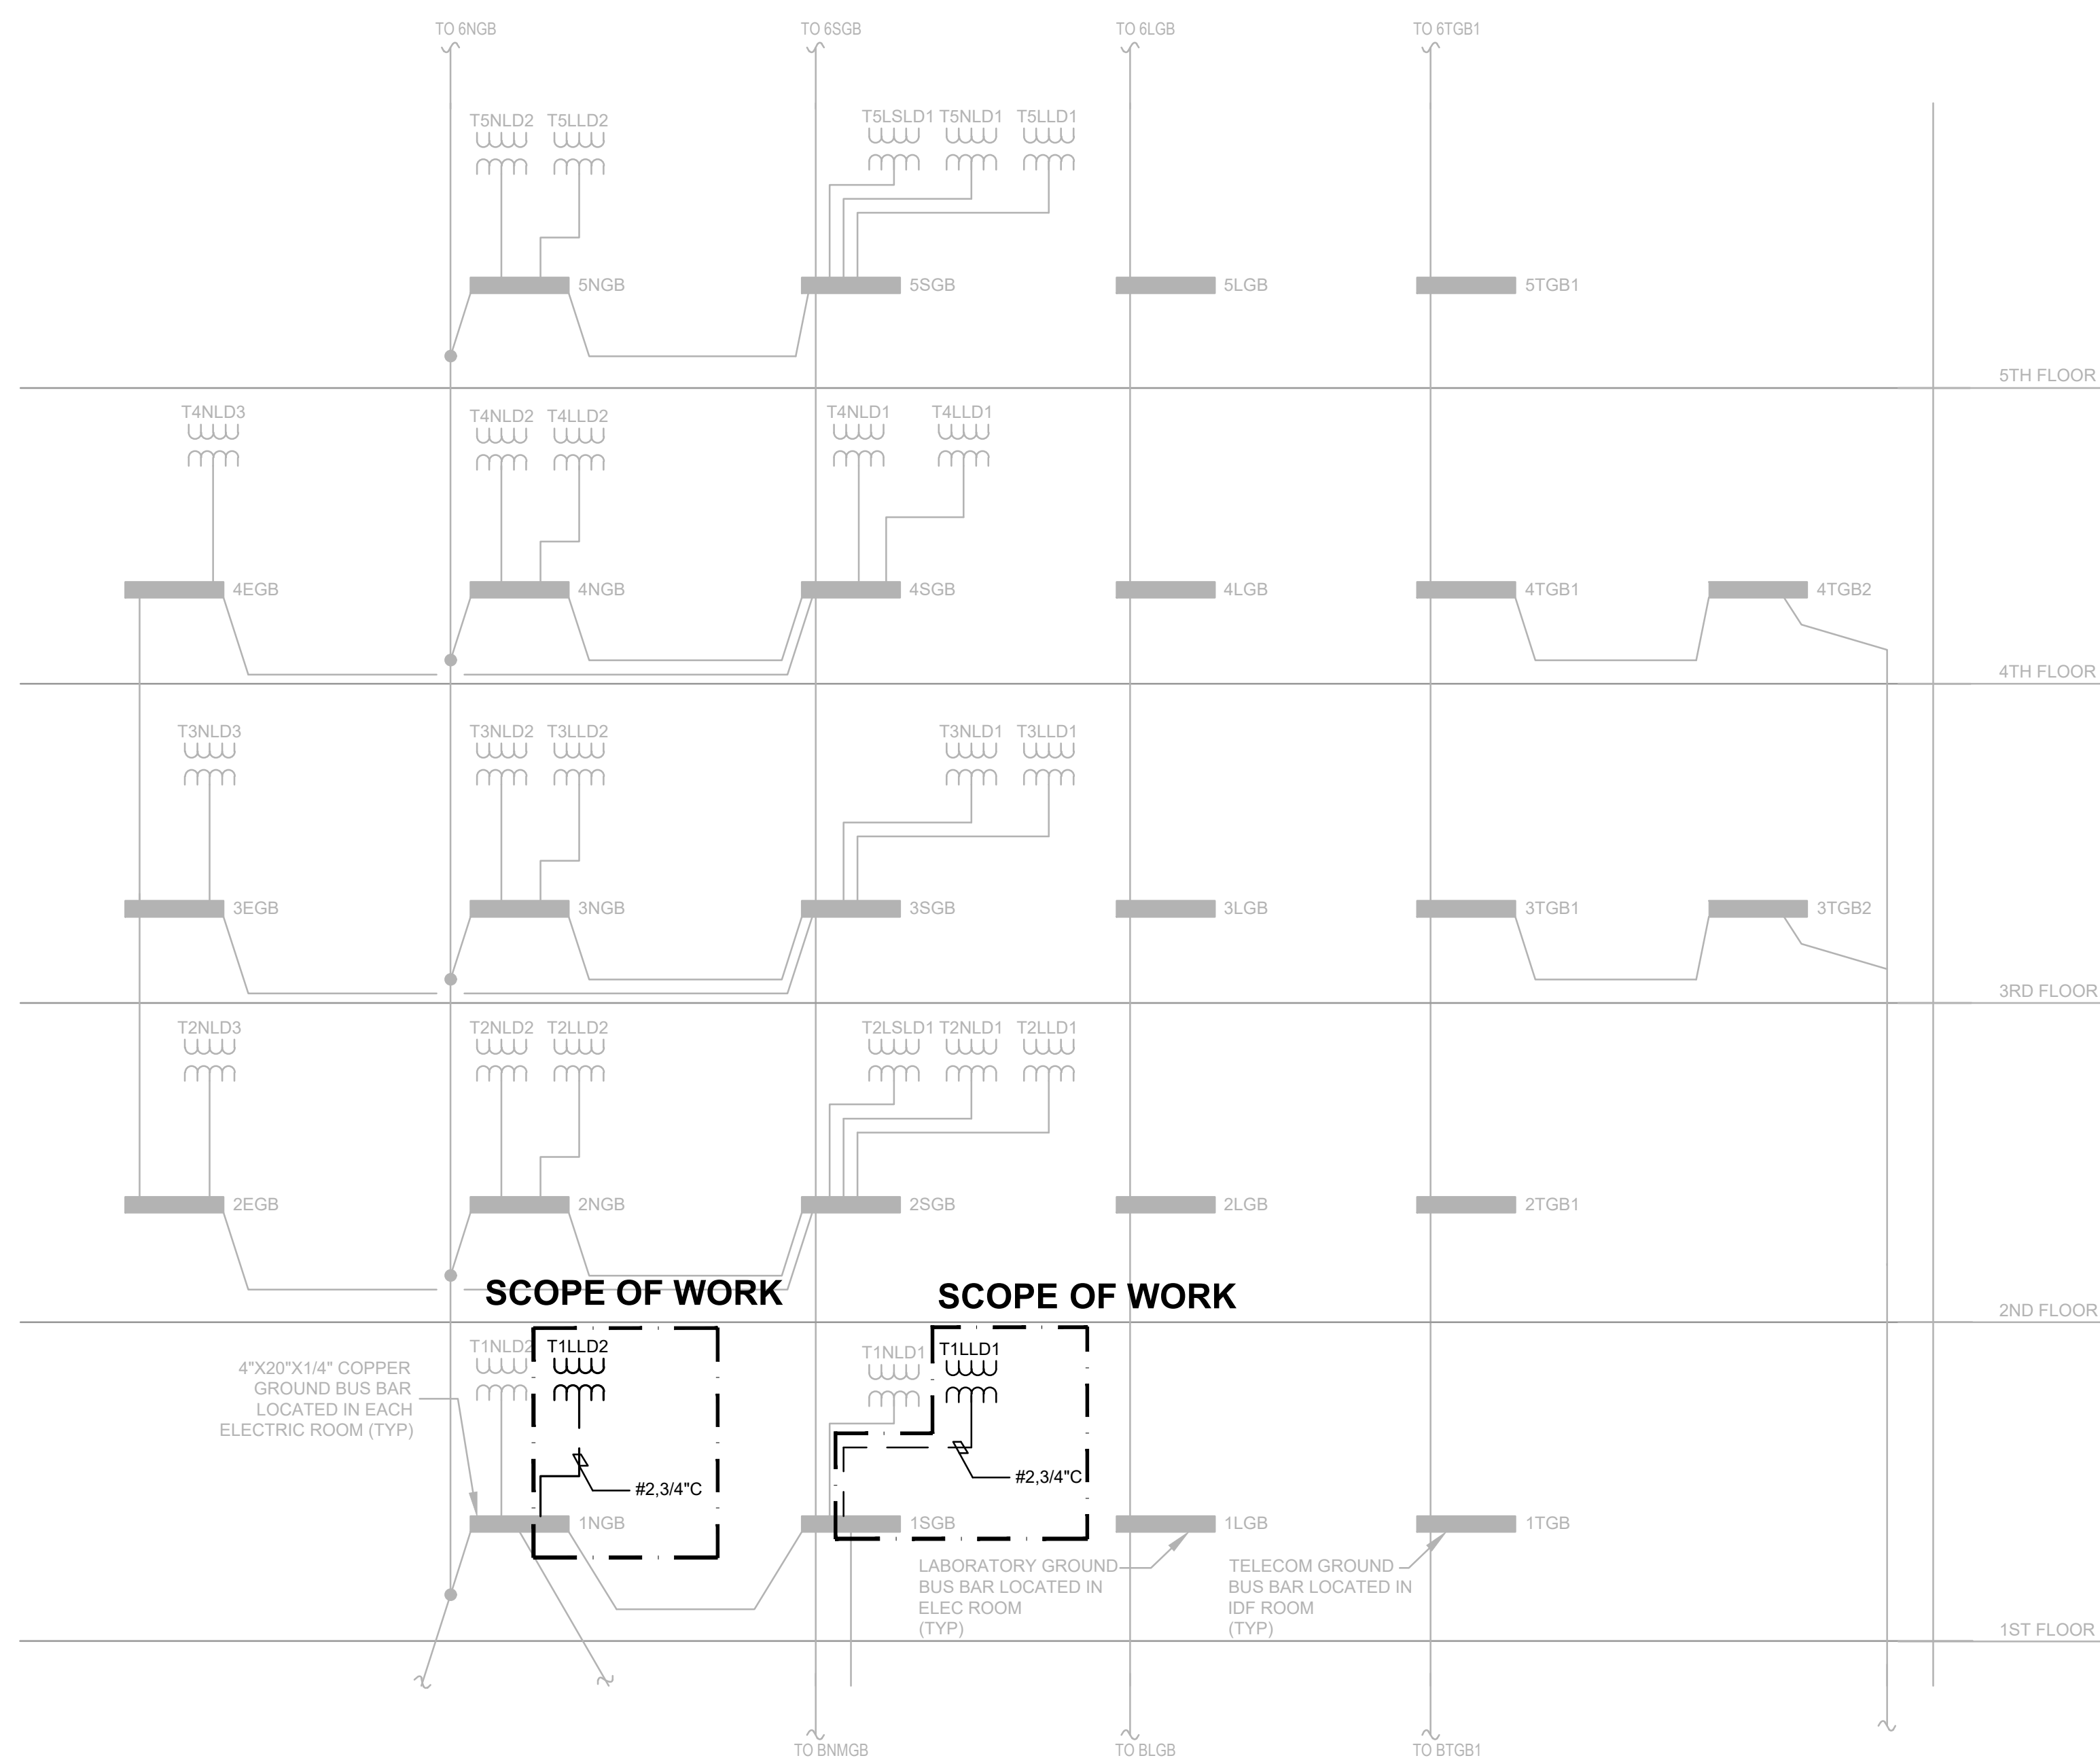 TO 6NGB
TO 6SGB
TO 6LGB
TO 6TGB1
T5NLD2
T5LLD2
T5LSLD1
T5NLD1
T5LLD1
5NGB
5SGB
5LGB
5TGB1
5TH FLOOR
T4NLD3
T4NLD2
T4LLD2
T4NLD1
T4LLD1
4EGB
4NGB
4SGB
4LGB
4TGB1
4TGB2
4TH FLOOR
T3NLD3
T3NLD2
T3LLD2
T3NLD1
T3LLD1
3EGB
3NGB
3SGB
3LGB
3TGB1
3TGB2
3RD FLOOR
T2NLD3
T2NLD2
T2LLD2
T2LSLD1
T2NLD1
T2LLD1
2EGB
2NGB
2SGB
2LGB
2TGB1
SCOPE OF WORK
SCOPE OF WORK
2ND FLOOR
T1NLD2
T1LLD2
T1NLD1
T1LLD1
4"X20"X1/4" COPPER
GROUND BUS BAR
LOCATED IN EACH
ELECTRIC ROOM (TYP)
#2,3/4"C
#2,3/4"C
1NGB
1SGB
1LGB
1TGB
LABORATORY GROUND
BUS BAR LOCATED IN
ELEC ROOM
(TYP)
TELECOM GROUND
BUS BAR LOCATED IN
IDF ROOM
(TYP)
1ST FLOOR
TO BNMGB
TO BLGB
TO BTGB1